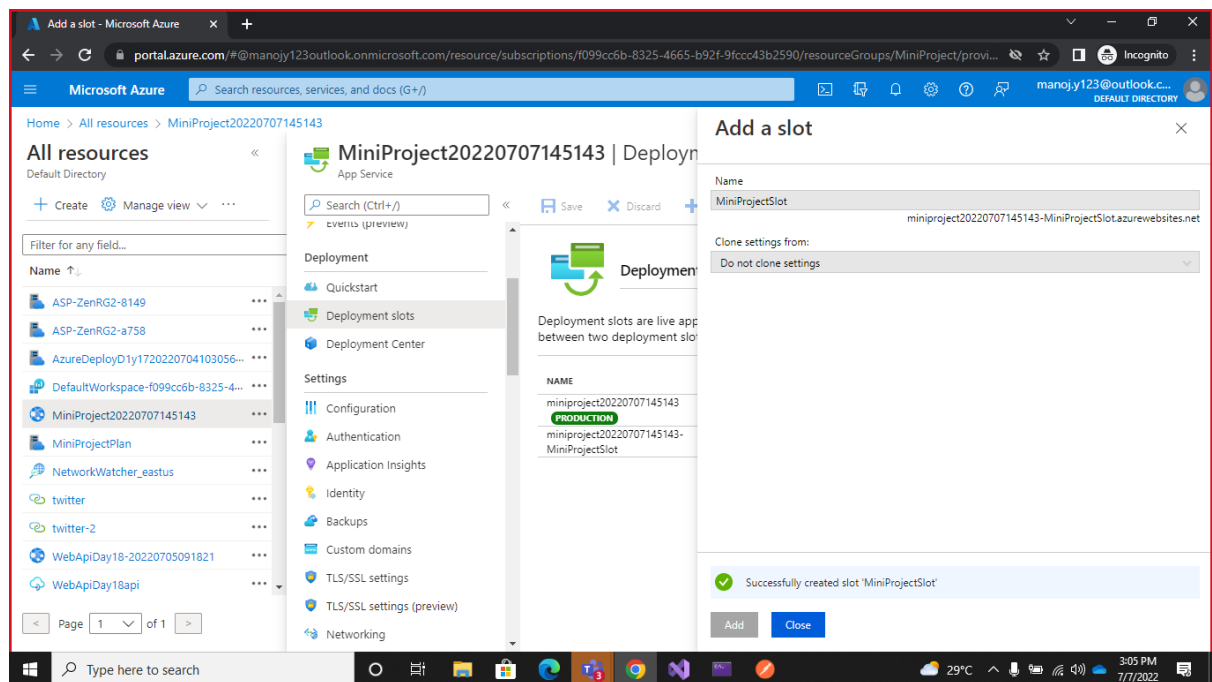 Add a slot - Microsoft Azure
portal.azure.com/#@manojy123outlook.onmicrosoft.com/resource/subscriptions/f099cc6b-8325-4665-b92f-9fccc43b2590/resourceGroups/MiniProject/provi...
Incognito
Microsoft Azure
Search resources, services, and docs (G+/)
manoj.y123@outlook.c...
DEFAULT DIRECTORY
Home > All resources > MiniProject20220707145143
All resources
Default Directory
Create
Manage view
Filter for any field...
Name
ASP-ZenRG2-8149
ASP-ZenRG2-a758
AzureDeployD1y1720220704103056...
DefaultWorkspace-f099cc6b-8325-4...
MiniProject20220707145143
MiniProjectPlan
NetworkWatcher_eastus
twitter
twitter-2
WebApiDay18-20220705091821
WebApiDay18api
< Page 1 of 1 >
MiniProject20220707145143 | Deployn
App Service
Search (Ctrl+/)
Events (preview)
Deployment
Quickstart
Deployment slots
Deployment Center
Settings
Configuration
Authentication
Application Insights
Identity
Backups
Custom domains
TLS/SSL settings
TLS/SSL settings (preview)
Networking
Save
Discard
Deploymen
Deployment slots are live app
between two deployment slo
NAME
miniproject20220707145143
PRODUCTION
miniproject20220707145143-
MiniProjectSlot
Add a slot
Name
MiniProjectSlot
miniproject20220707145143-MiniProjectSlot.azurewebsites.net
Clone settings from:
Do not clone settings
Successfully created slot 'MiniProjectSlot'
Add
Close
Type here to search
29°C
3:05 PM
7/7/2022